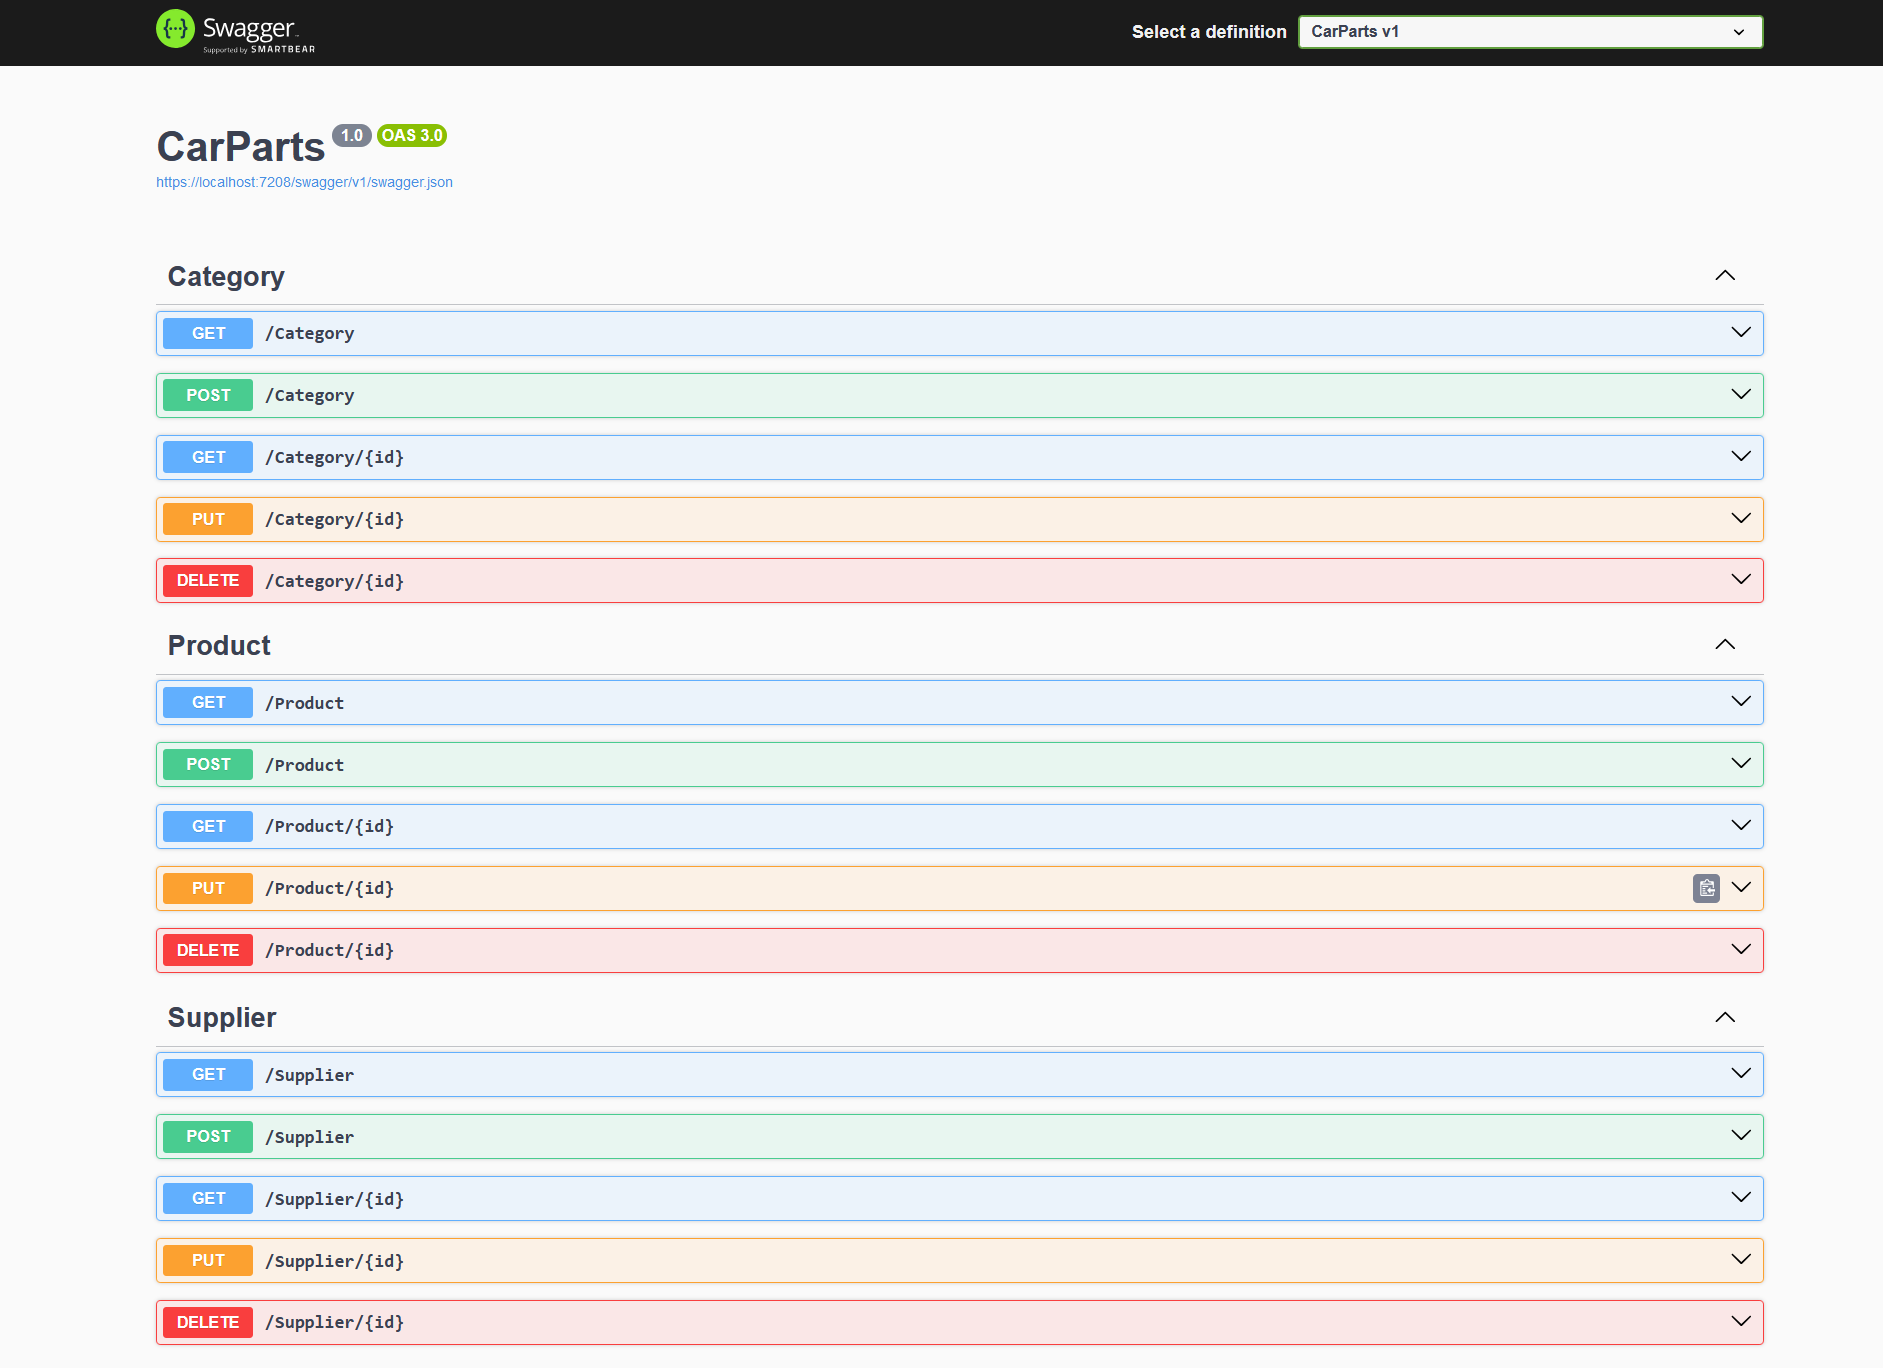 Swagger™
Supported by SMARTBEAR
Select a definition
CarParts v1
CarParts 1.0 OAS 3.0
https://localhost:7208/swagger/v1/swagger.json
Category
GET /Category
POST /Category
GET /Category/{id}
PUT /Category/{id}
DELETE /Category/{id}
Product
GET /Product
POST /Product
GET /Product/{id}
PUT /Product/{id}
DELETE /Product/{id}
Supplier
GET /Supplier
POST /Supplier
GET /Supplier/{id}
PUT /Supplier/{id}
DELETE /Supplier/{id}